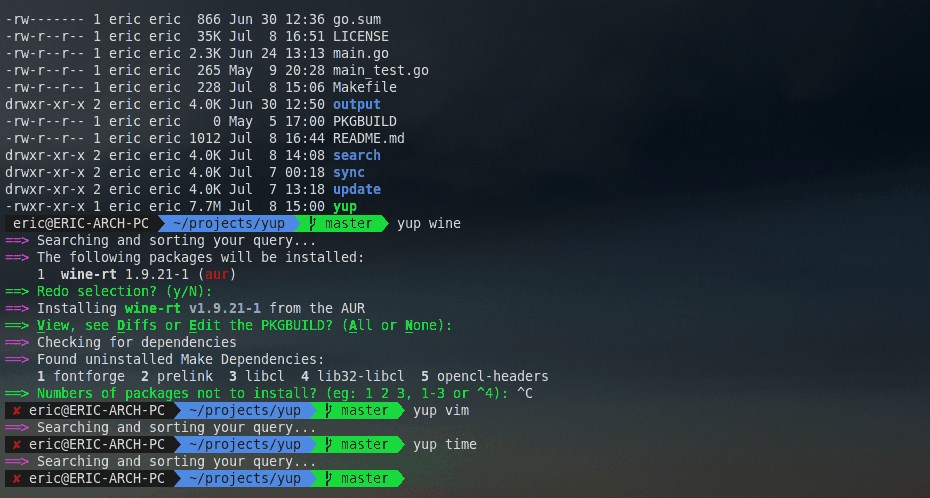 -rw------- 1 eric eric  866 Jun 30 12:36 go.sum
-rw-r--r-- 1 eric eric  35K Jul  8 16:51 LICENSE
-rw-r--r-- 1 eric eric 2.3K Jun 24 13:13 main.go
-rw-r--r-- 1 eric eric  265 May  9 20:28 main_test.go
-rw-r--r-- 1 eric eric  228 Jul  8 15:06 Makefile
drwxr-xr-x 2 eric eric 4.0K Jun 30 12:50 output
-rw-r--r-- 1 eric eric    0 May  5 17:00 PKGBUILD
-rw-r--r-- 1 eric eric 1012 Jul  8 16:44 README.md
drwxr-xr-x 2 eric eric 4.0K Jul  8 14:08 search
drwxr-xr-x 2 eric eric 4.0K Jul  7 00:18 sync
drwxr-xr-x 2 eric eric 4.0K Jul  7 13:18 update
-rwxr-xr-x 1 eric eric 7.7M Jul  8 15:00 yup
eric@ERIC-ARCH-PC ~/projects/yup master yup wine
==> Searching and sorting your query...
==> The following packages will be installed:
    1  wine-rt 1.9.21-1 (aur)
==> Redo selection? (y/N):
==> Installing wine-rt v1.9.21-1 from the AUR
==> View, see Diffs or Edit the PKGBUILD? (All or None):
==> Checking for dependencies
==> Found uninstalled Make Dependencies:
    1 fontforge  2 prelink  3 libcl  4 lib32-libcl  5 opencl-headers
==> Numbers of packages not to install? (eg: 1 2 3, 1-3 or ^4): ^C
✘ eric@ERIC-ARCH-PC ~/projects/yup master yup vim
==> Searching and sorting your query...
✘ eric@ERIC-ARCH-PC ~/projects/yup master yup time
==> Searching and sorting your query...
✘ eric@ERIC-ARCH-PC ~/projects/yup master